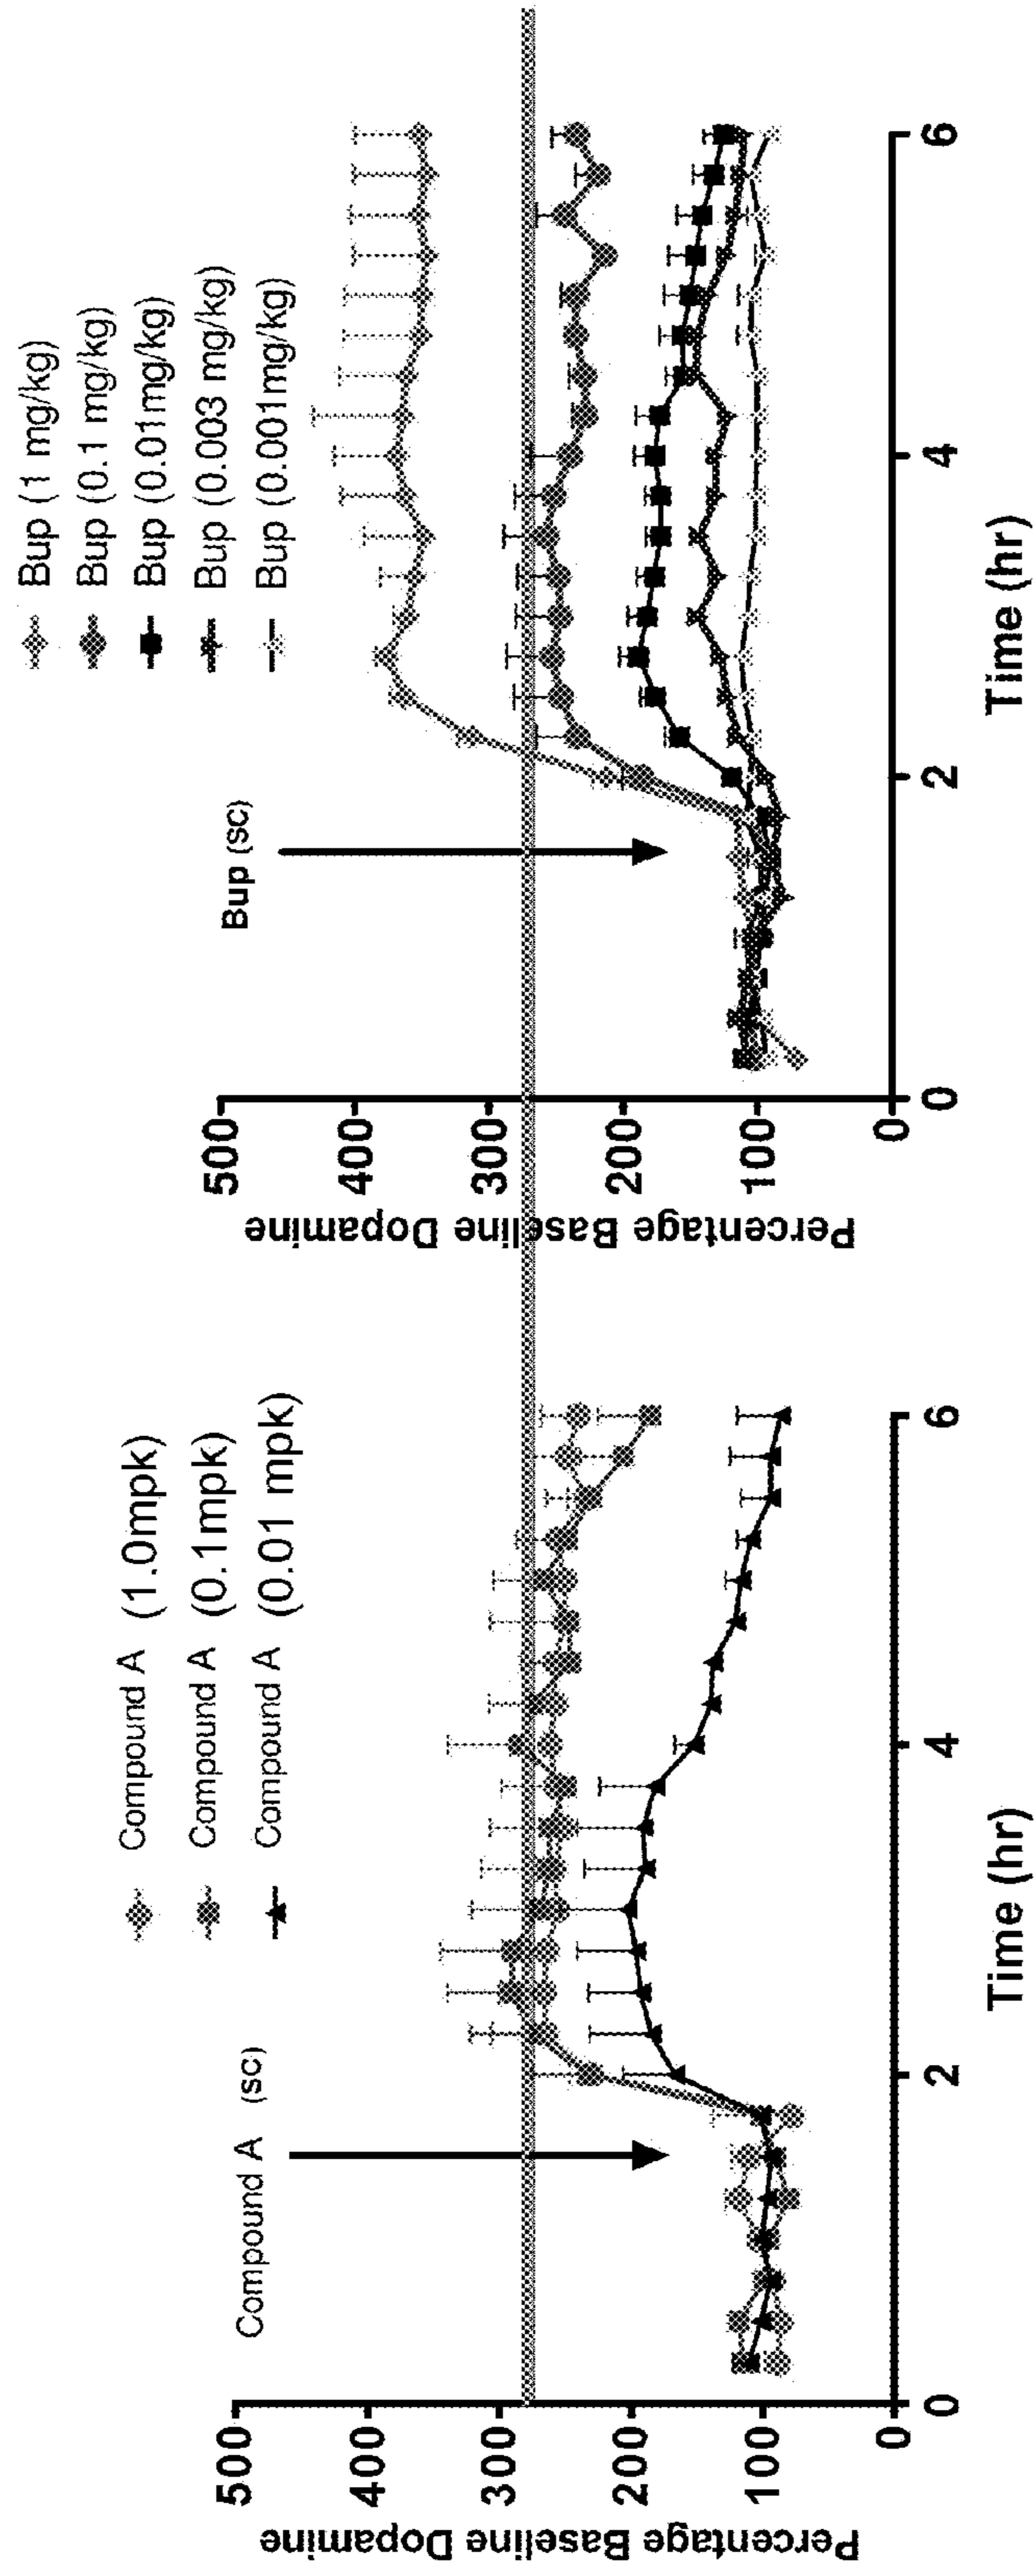 Compound A (1.0mpk)
Compound A (0.1mpk)
Compound A (0.01 mpk)
Compound A (sc)
Percentage Baseline Dopamine
500
400
300
200
100
0
0
2
4
6
Time (hr)
Bup (1 mg/kg)
Bup (0.1 mg/kg)
Bup (0.01mg/kg)
Bup (0.003 mg/kg)
Bup (0.001mg/kg)
Bup (sc)
Percentage Baseline Dopamine
500
400
300
200
100
0
0
2
4
6
Time (hr)